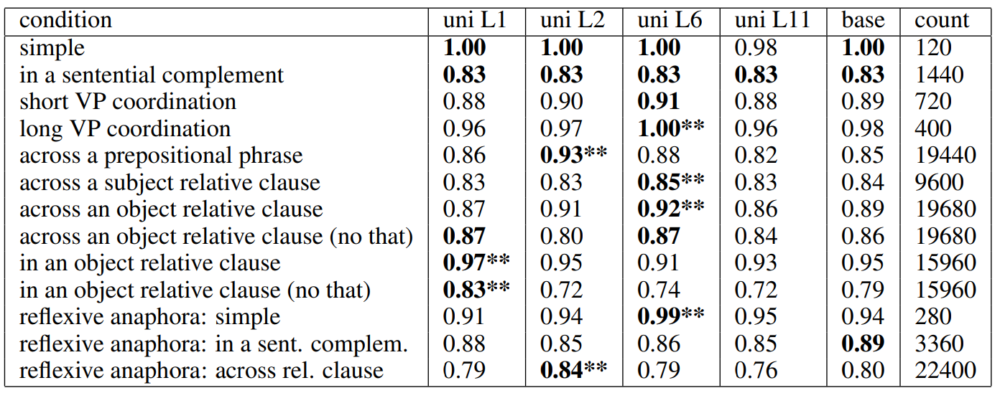 condition uni L1 uni L2 uni L6 uni L11 base count
simple 1.00 1.00 1.00 0.98 1.00 120
in a sentential complement 0.83 0.83 0.83 0.83 0.83 1440
short VP coordination 0.88 0.90 0.91 0.88 0.89 720
long VP coordination 0.96 0.97 1.00** 0.96 0.98 400
across a prepositional phrase 0.86 0.93** 0.88 0.82 0.85 19440
across a subject relative clause 0.83 0.83 0.85** 0.83 0.84 9600
across an object relative clause 0.87 0.91 0.92** 0.86 0.89 19680
across an object relative clause (no that) 0.87 0.80 0.87 0.84 0.86 19680
in an object relative clause 0.97** 0.95 0.91 0.93 0.95 15960
in an object relative clause (no that) 0.83** 0.72 0.74 0.72 0.79 15960
reflexive anaphora: simple 0.91 0.94 0.99** 0.95 0.94 280
reflexive anaphora: in a sent. complem. 0.88 0.85 0.86 0.85 0.89 3360
reflexive anaphora: across rel. clause 0.79 0.84** 0.79 0.76 0.80 22400